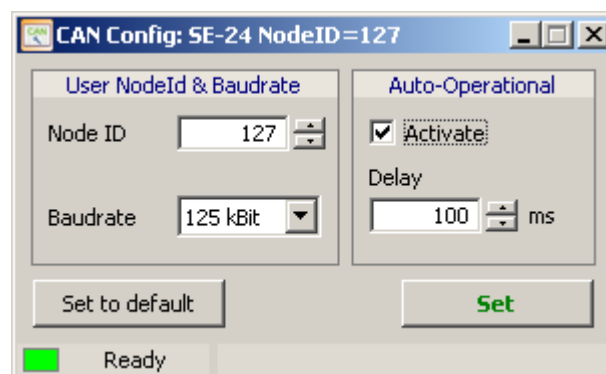 CAN
CAN Config: SE-24 NodeID=127
User NodeId & Baudrate
Node ID
127
Baudrate
125 kBit
Auto-Operational
Activate
Delay
100
ms
Set to default
Set
Ready